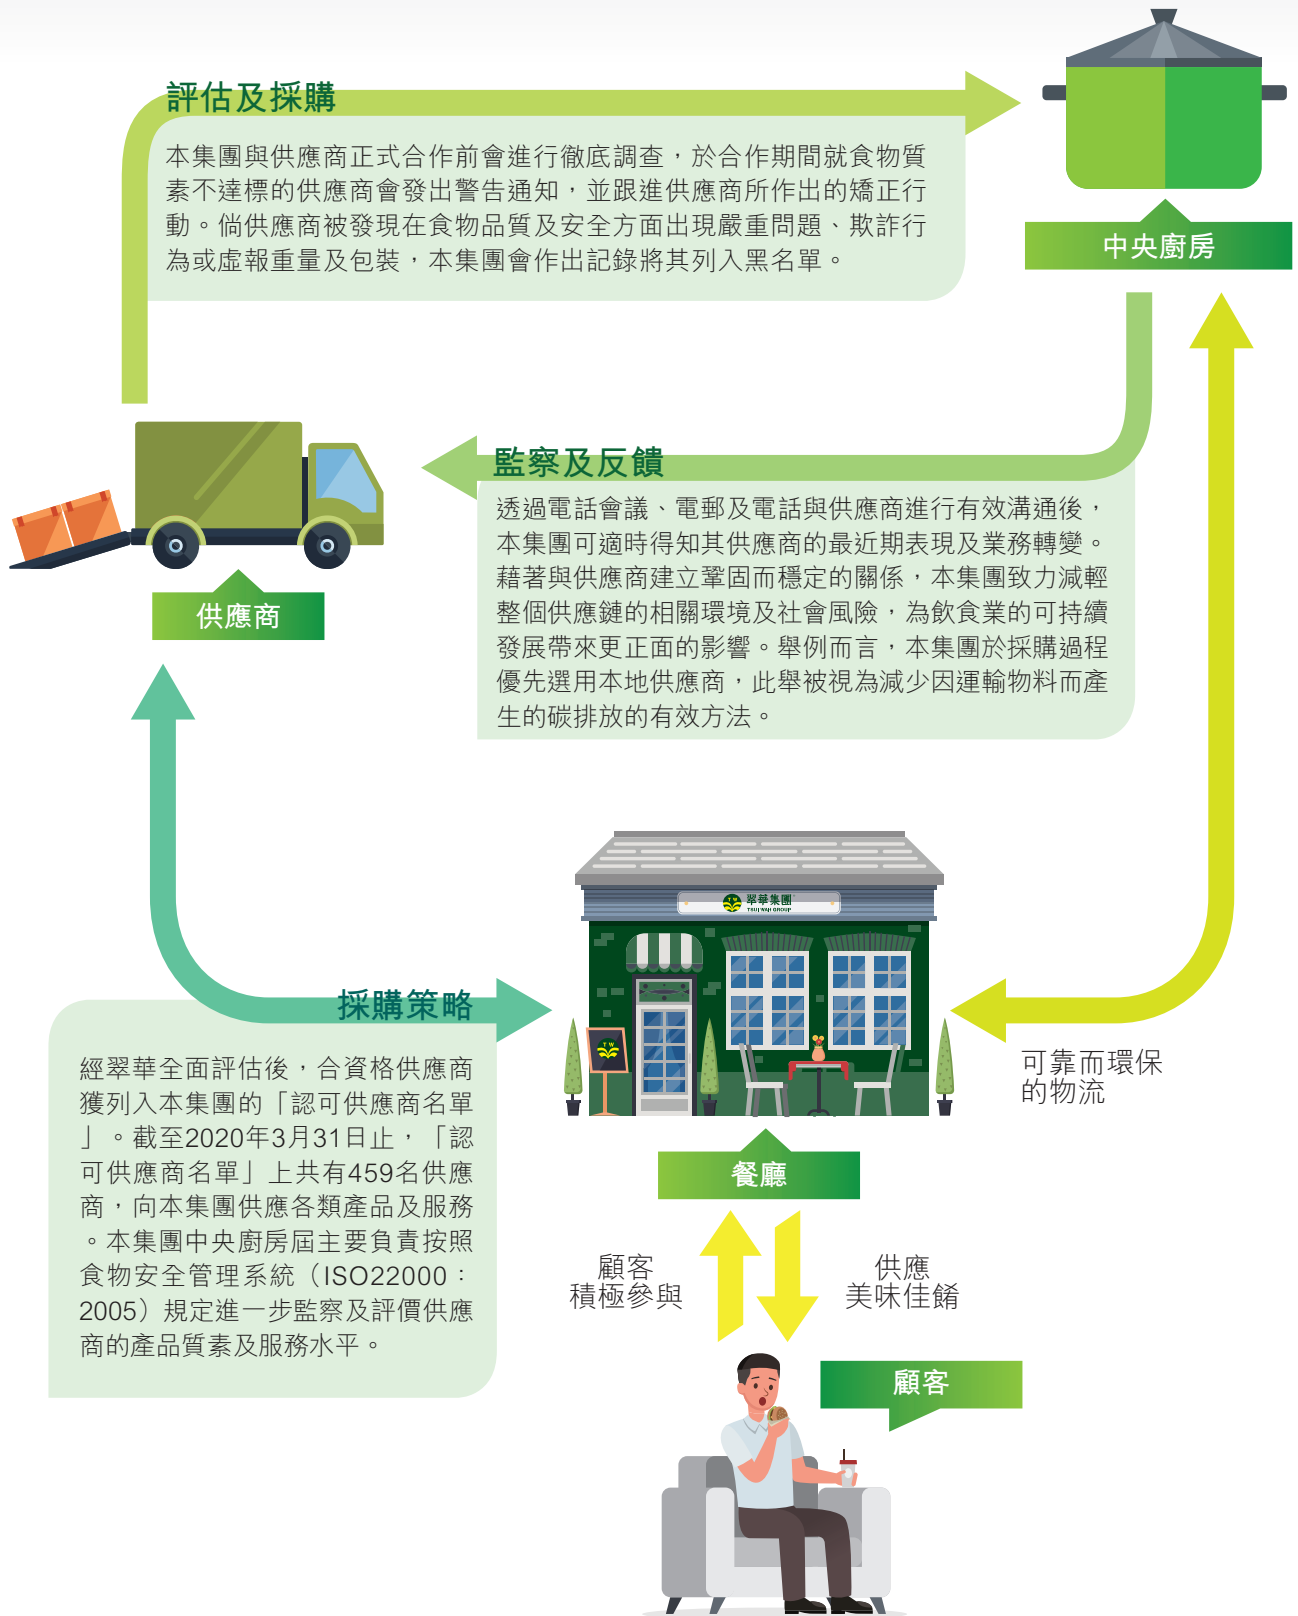 評估及採購
本集團與供應商正式合作前會進行徹底調查，於合作期間就食物質
素不達標的供應商會發出警告通知，並跟進供應商所作出的矯正行
動。倘供應商被發現在食物品質及安全方面出現嚴重問題、欺詐行
為或虛報重量及包裝，本集團會作出記錄將其列入黑名單。
中央廚房
監察及反饋
透過電話會議、電郵及電話與供應商進行有效溝通後，
本集團可適時得知其供應商的最近期表現及業務轉變。
藉著與供應商建立鞏固而穩定的關係，本集團致力減輕
整個供應鏈的相關環境及社會風險，為飲食業的可持續
發展帶來更正面的影響。舉例而言，本集團於採購過程
優先選用本地供應商，此舉被視為減少因運輸物料而產
生的碳排放的有效方法。
供應商
翠華集團
TSUI WAH GROUP
TW
採購策略
經翠華全面評估後，合資格供應商
獲列入本集團的「認可供應商名單
」。截至2020年3月31日止，「認
可供應商名單」上共有459名供應
商，向本集團供應各類產品及服務
。本集團中央廚房屆主要負責按照
食物安全管理系統（ISO22000：
2005）規定進一步監察及評價供應
商的產品質素及服務水平。
TW
可靠而環保
的物流
餐廳
顧客
積極參與
供應
美味佳餚
顧客